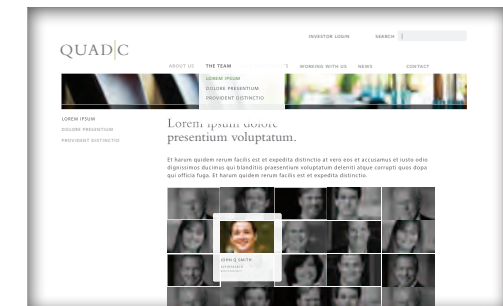 INVESTOR LOGIN
SEARCH
QUAD|C
ABOUT US
THE TEAM
WORKING WITH US
NEWS
CONTACT
LOREM IPSUM
DOLORE PRESENTIUM
PROVIDENT DISTINCTIO
LOREM IPSUM
DOLORE PRESENTIUM
PROVIDENT DISTINCTIO
Lorem ipsum dolore
presentium voluptatum.
Et harum quidem rerum facilis est et expedita distinctio at vero eos et accusamus et iusto odio
dignissimos ducimus qui blanditiis praesentium voluptatum deleniti atque corrupti quos dopa
qui officia fuga. Et harum quidem rerum facilis est et expedita distinctio.
JOHN Q SMITH